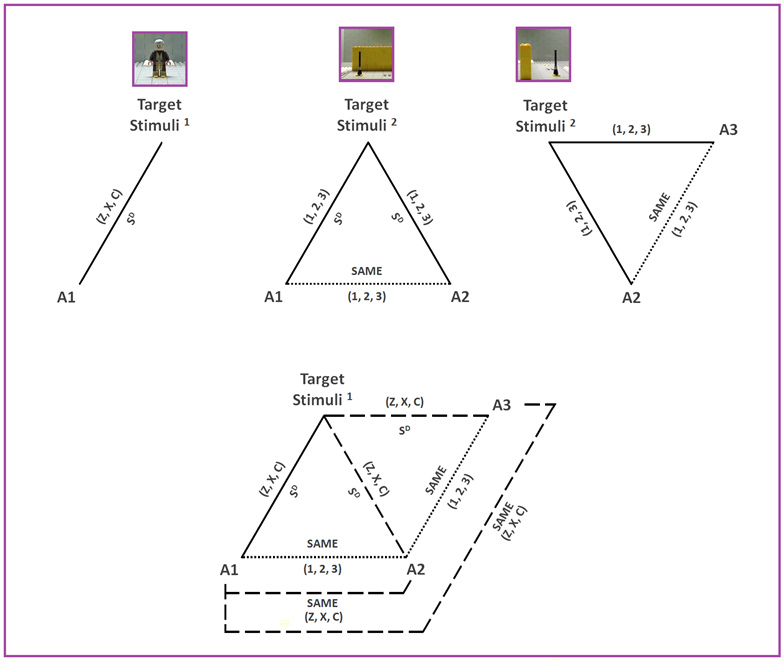 Target
Stimuli 1
Target
Stimuli 2
Target
Stimuli 2
(1, 2, 3)
A3
(Z, X, C)
SD
(1, 2, 3)
SD
(1, 2, 3)
SD
(1, 2, 3)
SAME
(1, 2, 3)
SAME
A1
A1
(1, 2, 3)
A2
A2
Target
Stimuli 1
(Z, X, C)
A3
SD
(Z, X, C)
SD
(Z, X, C)
SD
SAME
(1, 2, 3)
SAME
(Z, X, C)
SAME
A1
(1, 2, 3)
A2
SAME
(Z, X, C)